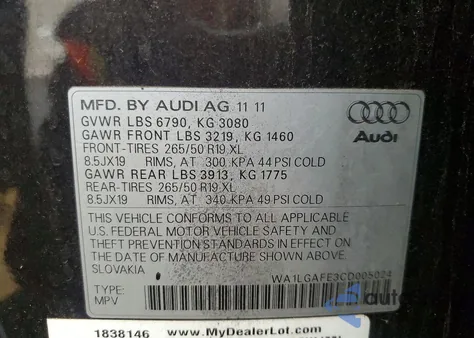 MFD. BY AUDI AG 11 11
GVWR LBS 6790, KG 3080
GAWR FRONT LBS 3219, KG 1460
FRONT-TIRES 265/50 R19 XL
8.5JX19 RIMS, AT 300 KPA 44 PSI COLD
GAWR REAR LBS 3913, KG 1775
REAR-TIRES 265/50 R19 XL
8.5JX19 RIMS, AT 340 KPA 49 PSI COLD
Audi
THIS VEHICLE CONFORMS TO ALL APPLICABLE
U.S. FEDERAL MOTOR VEHICLE SAFETY AND
THEFT PREVENTION STANDARDS IN EFFECT ON
THE DATE OF MANUFACTURE SHOWN ABOVE.
SLOVAKIA WA1LGAFE3CD005024
TYPE:
MPV
1838146 www.MyDealerLot.com